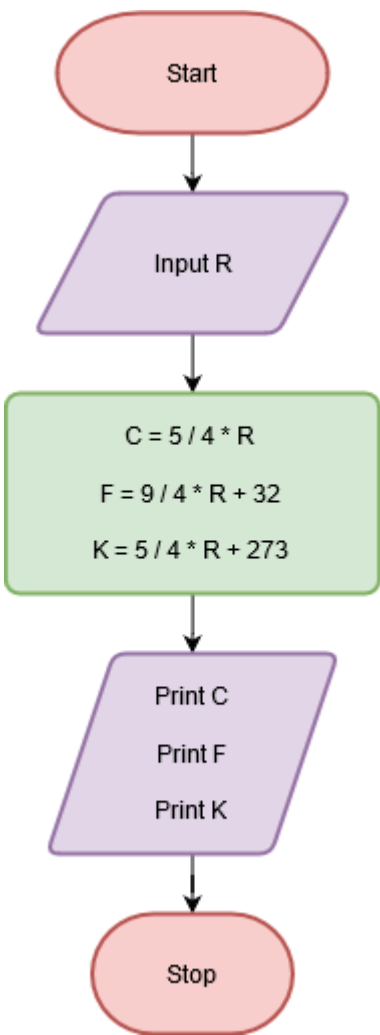 Start
Input R
C = 5 / 4 * R
F = 9 / 4 * R + 32
K = 5 / 4 * R + 273
Print C
Print F
Print K
Stop